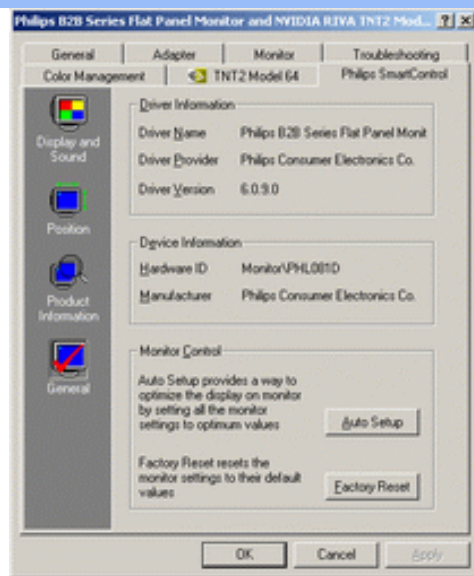 Philips B2B Series Flat Panel Monitor and NVIDIA RIVA TNT2 Mod...
General Adapter Monitor Troubleshooting
Color Management TNT2 Model 64 Philips SmartControl
Display and
Sound
Position
Product
Information
General
Driver Information
Driver Name Philips B2B Series Flat Panel Monit
Driver Provider Philips Consumer Electronics Co.
Driver Version 6.0.9.0
Device Information
Hardware ID Monitor\PHL081D
Manufacturer Philips Consumer Electronics Co.
Monitor Control
Auto Setup provides a way to
optimize the display on monitor
by setting all the monitor
settings to optimum values
Auto Setup
Factory Reset resets the
monitor settings to their default
values
Factory Reset
OK Cancel Apply